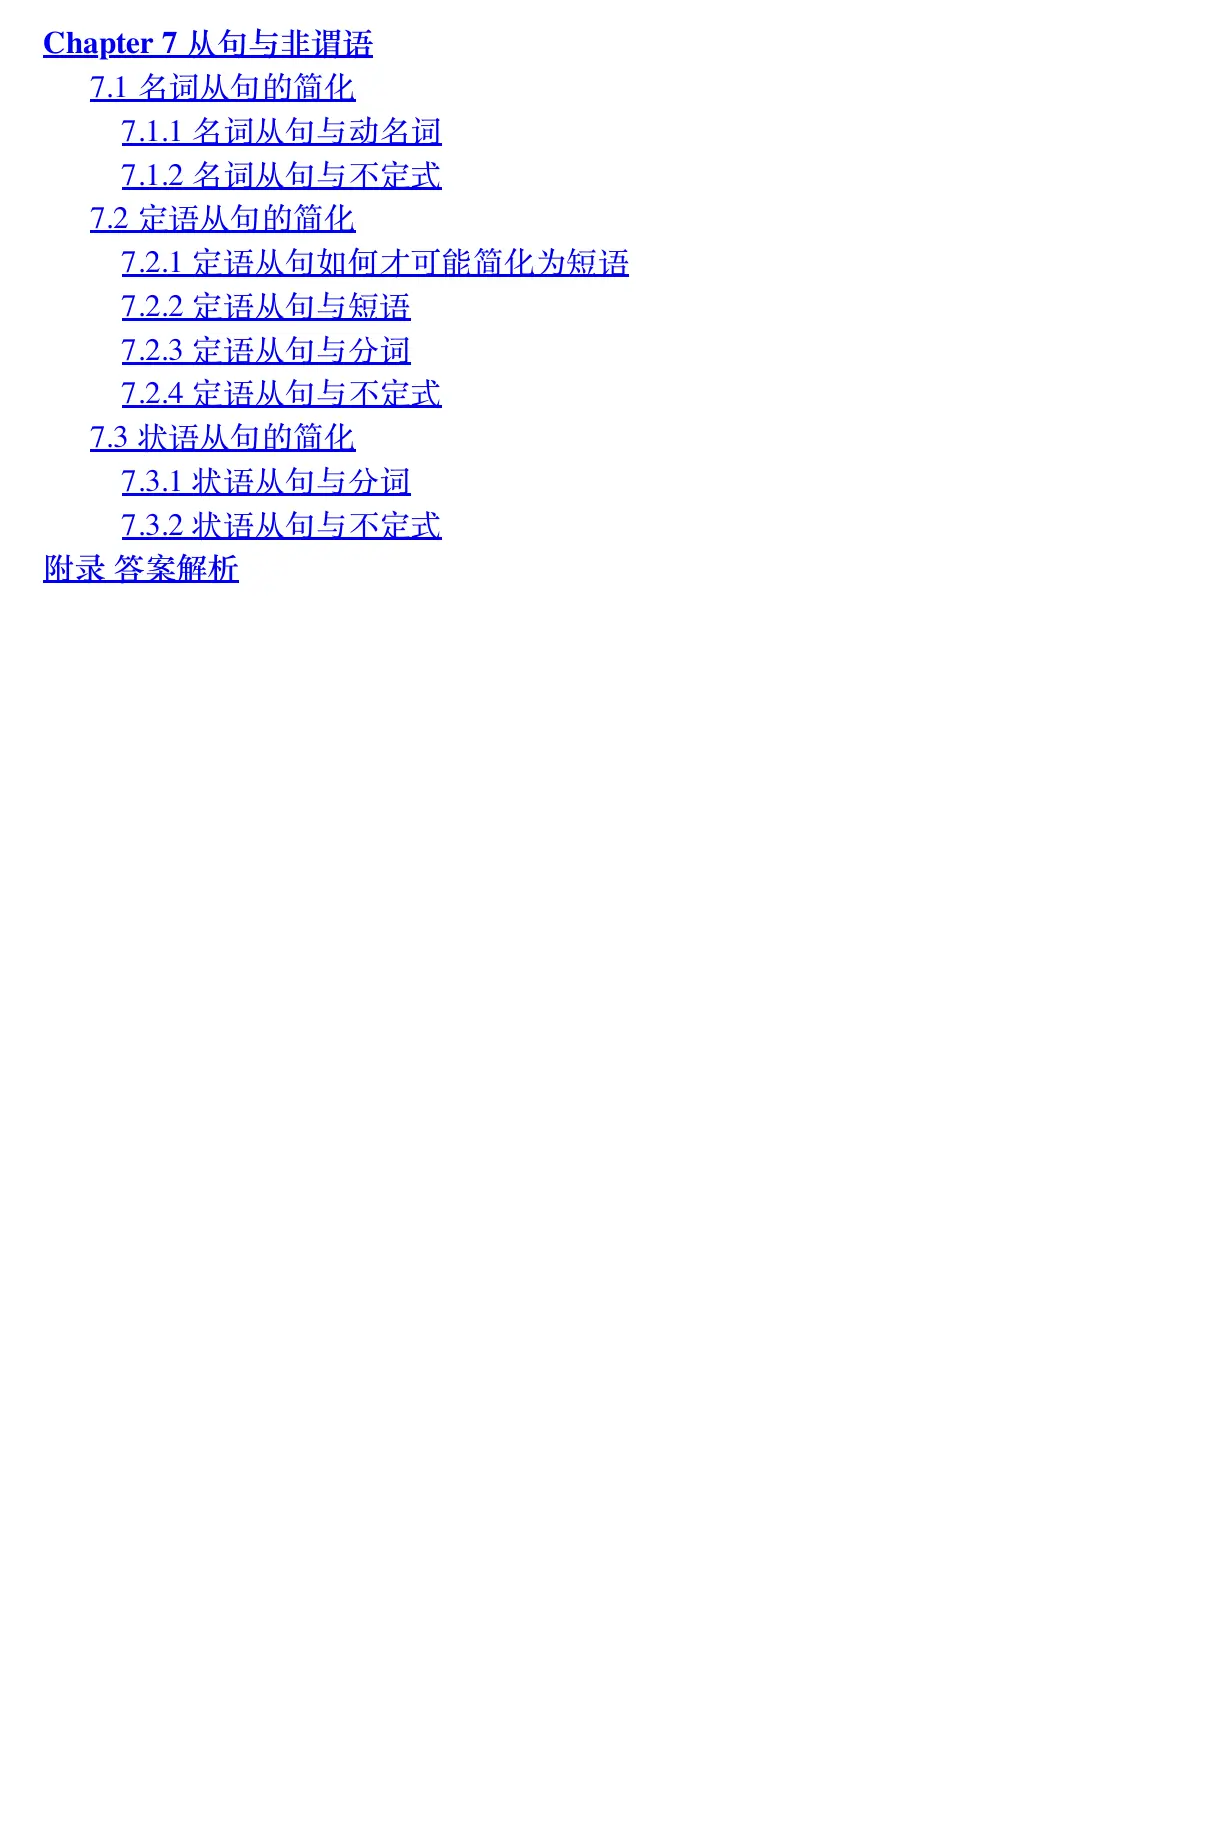 Chapter 7 从句与非谓语
7.1 名词从句的简化
7.1.1 名词从句与动名词
7.1.2 名词从句与不定式
7.2 定语从句的简化
7.2.1 定语从句如何才可能简化为短语
7.2.2 定语从句与短语
7.2.3 定语从句与分词
7.2.4 定语从句与不定式
7.3 状语从句的简化
7.3.1 状语从句与分词
7.3.2 状语从句与不定式
附录 答案解析